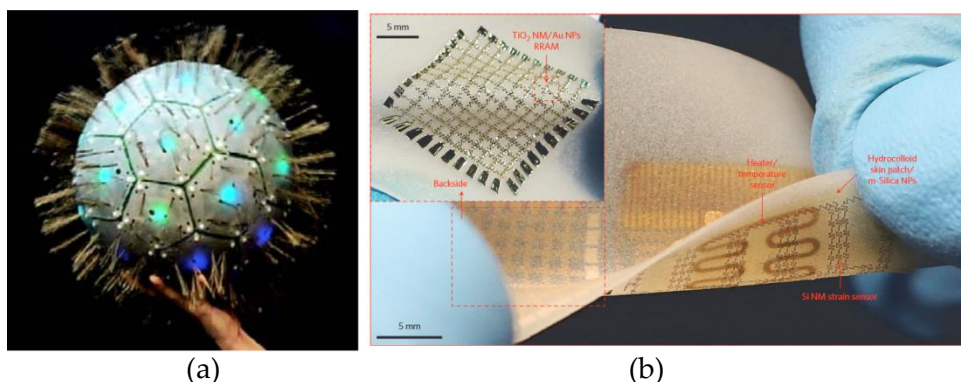 5 mm
TiO₂ NM/Au NPs
RRAM
Backside
Heater/
temperature
sensor
Hydrocolloid
skin patch/
m-Silica NPs
Si NM strain sensor
5 mm
(a)
(b)